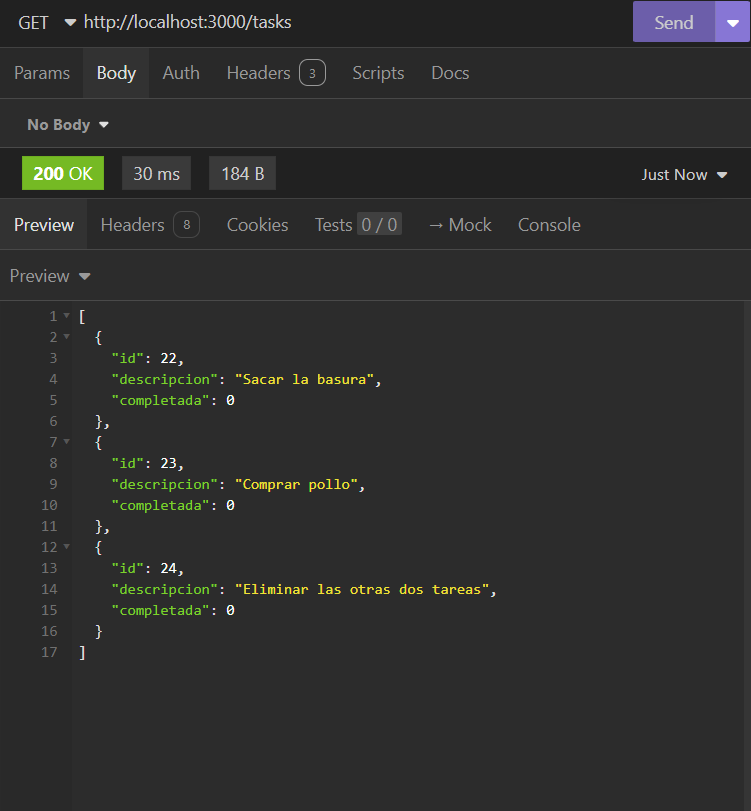 GET http://localhost:3000/tasks Send
Params Body Auth Headers 3 Scripts Docs
No Body
200 OK 30 ms 184 B Just Now
Preview Headers 8 Cookies Tests 0 / 0 → Mock Console
Preview
1 [
2 {
3 "id": 22,
4 "descripcion": "Sacar la basura",
5 "completada": 0
6 },
7 {
8 "id": 23,
9 "descripcion": "Comprar pollo",
10 "completada": 0
11 },
12 {
13 "id": 24,
14 "descripcion": "Eliminar las otras dos tareas",
15 "completada": 0
16 }
17 ]